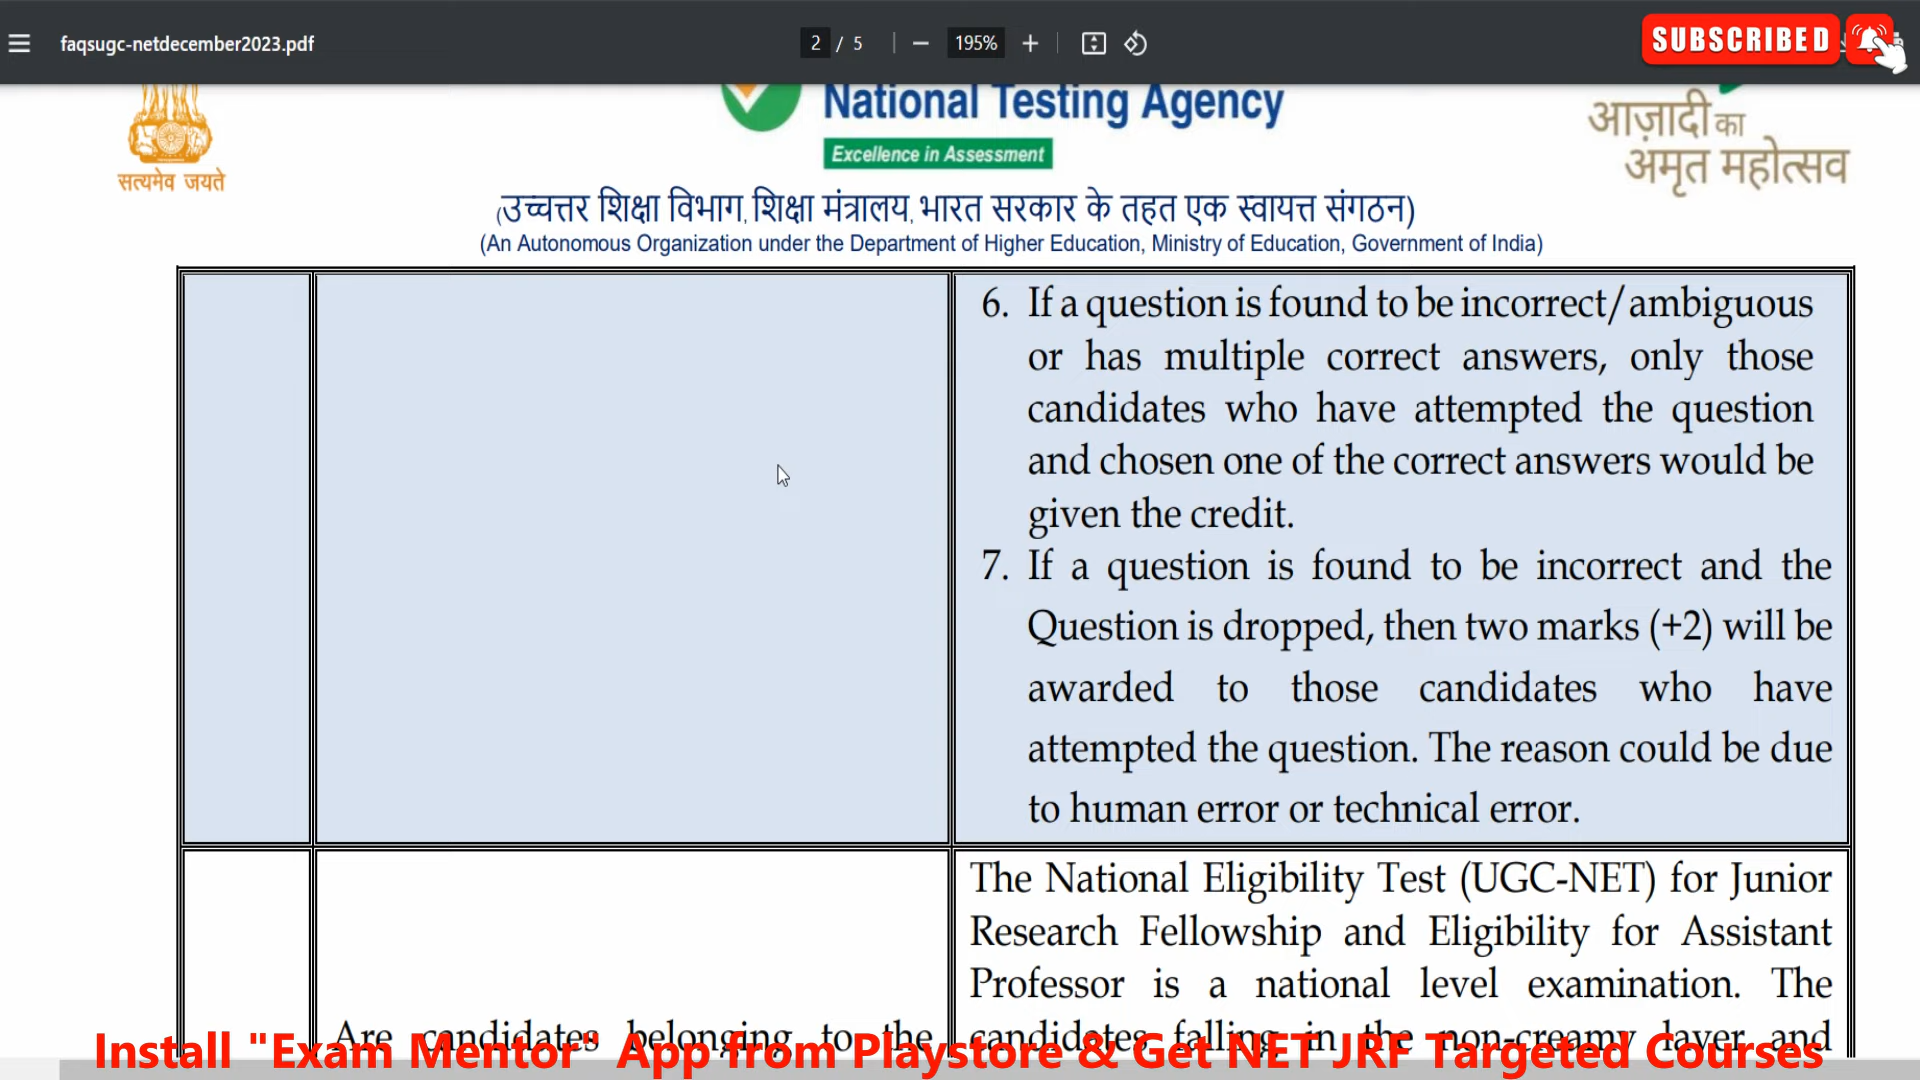 faqsugc-netdecember2023.pdf
2 / 5
195%
SUBSCRIBED
National Testing Agency
Excellence in Assessment
सत्यमेव जयते
आज़ादी का
अमृत महोत्सव
(उच्चत्तर शिक्षा विभाग, शिक्षा मंत्रालय, भारत सरकार के तहत एक स्वायत्त संगठन)
(An Autonomous Organization under the Department of Higher Education, Ministry of Education, Government of India)
6. If a question is found to be incorrect/ambiguous
or has multiple correct answers, only those
candidates who have attempted the question
and chosen one of the correct answers would be
given the credit.
7. If a question is found to be incorrect and the
Question is dropped, then two marks (+2) will be
awarded to those candidates who have
attempted the question. The reason could be due
to human error or technical error.
The National Eligibility Test (UGC-NET) for Junior
Research Fellowship and Eligibility for Assistant
Professor is a national level examination. The
Are candidates belonging to the
candidates falling in the non-creamy layer and
Install "Exam Mentor" App from Playstore & Get NET JRF Targeted Courses